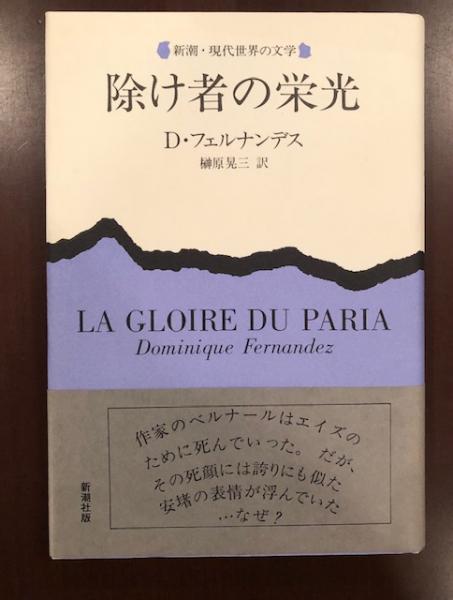 新潮・現代世界の文学
除け者の栄光
D・フェルナンデス
榊原晃三 訳
LA GLOIRE DU PARIA
Dominique Fernandez
作家のベルナールはエイズの
ために死んでいった。だが、
その死顔には誇りにも似た
安堵の表情が浮んでいた
…なぜ?
新潮社版